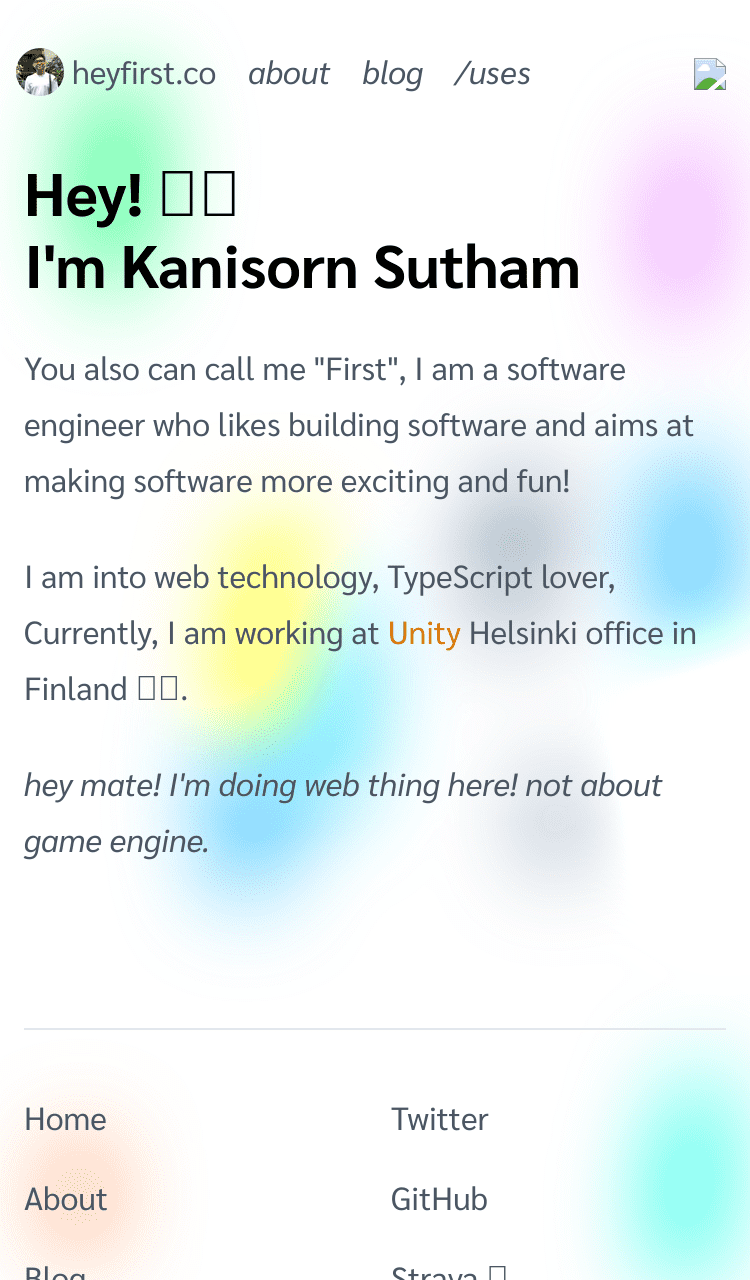 heyfirst.co about blog /uses
Hey! 
I'm Kanisorn Sutham
You also can call me "First", I am a software
engineer who likes building software and aims at
making software more exciting and fun!
I am into web technology, TypeScript lover,
Currently, I am working at Unity Helsinki office in
Finland .
hey mate! I'm doing web thing here! not about
game engine.
Home
Twitter
About
GitHub
Blog
Strava